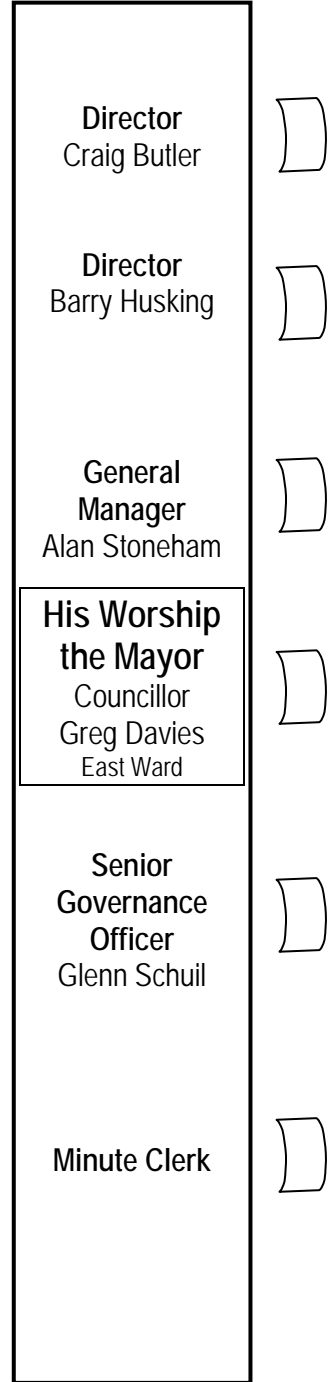 Director
Craig Butler
Director
Barry Husking
General
Manager
Alan Stoneham
His Worship
the Mayor
Councillor
Greg Davies
East Ward
Senior
Governance
Officer
Glenn Schuil
Minute Clerk